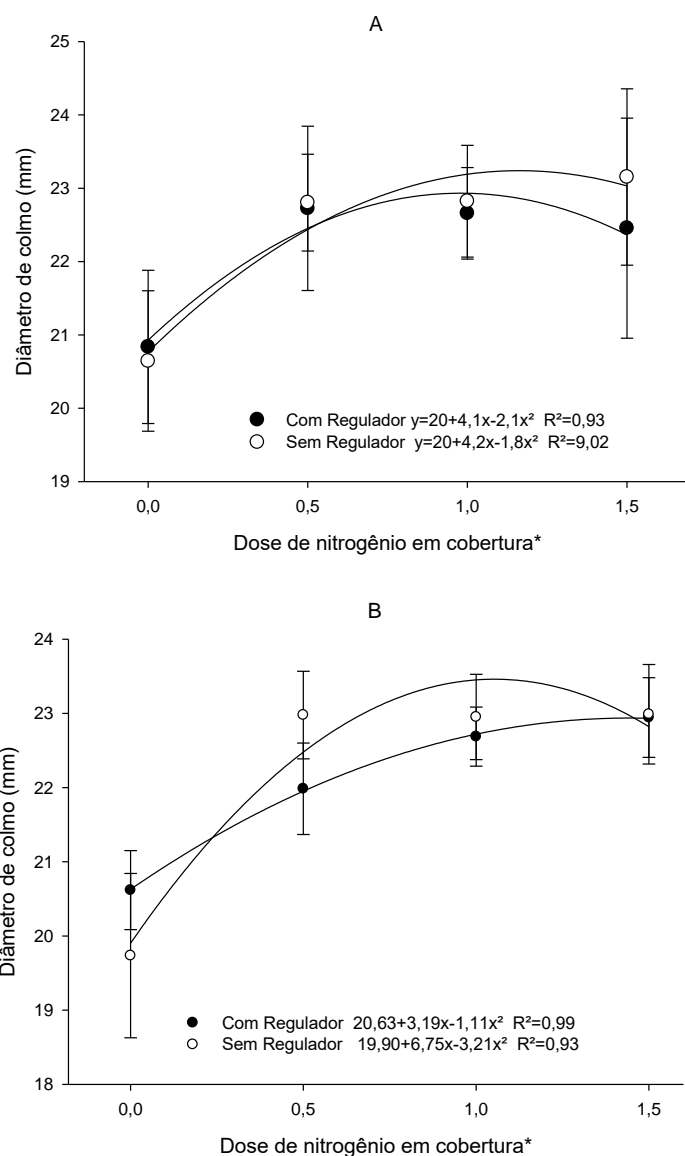 A
25
24
23
22
21
20
19
Diâmetro de colmo (mm)
Com Regulador y=20+4,1x-2,1x² R²=0,93
Sem Regulador y=20+4,2x-1,8x² R²=9,02
0,0 0,5 1,0 1,5
Dose de nitrogênio em cobertura*
B
24
23
22
21
20
19
18
Diâmetro de colmo (mm)
Com Regulador 20,63+3,19x-1,11x² R²=0,99
Sem Regulador 19,90+6,75x-3,21x² R²=0,93
0,0 0,5 1,0 1,5
Dose de nitrogênio em cobertura*